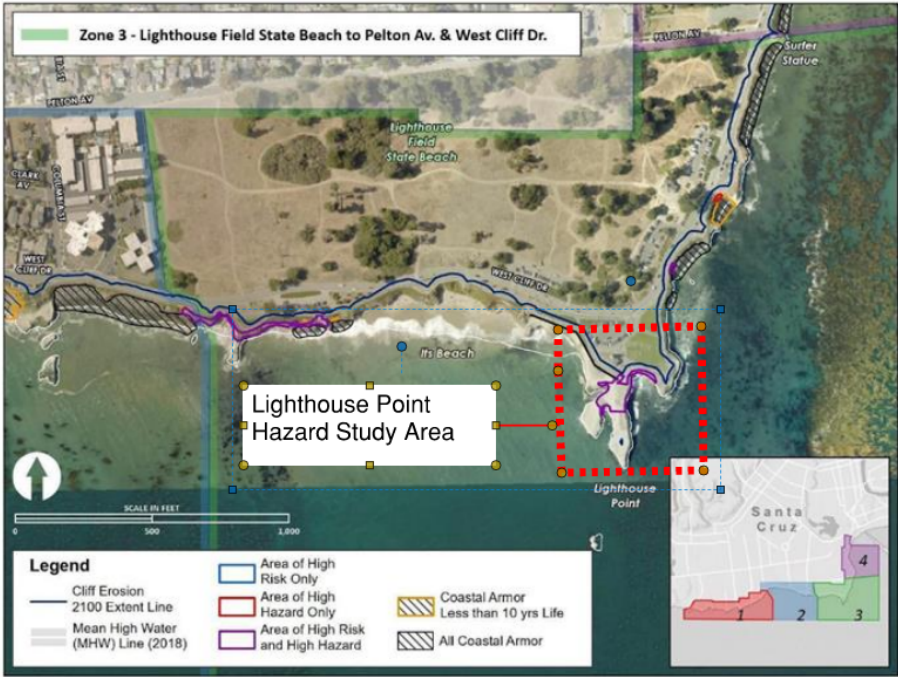 Zone 3 - Lighthouse Field State Beach to Pelton Av. & West Cliff Dr.
PELTON AV
Surfer
Statue
PELTON AV
Lighthouse
Field
State Beach
CLARK
AV
COLUMBIA ST
WEST
CLIFF DR
WEST CLIFF DR
Its Beach
Lighthouse Point
Hazard Study Area
Lighthouse
Point
SCALE IN FEET
0 500 1,000
Santa
Cruz
1 2 3 4
Legend
Cliff Erosion
2100 Extent Line
Mean High Water
(MHW) Line (2018)
Area of High
Risk Only
Area of High
Hazard Only
Area of High Risk
and High Hazard
Coastal Armor
Less than 10 yrs Life
All Coastal Armor